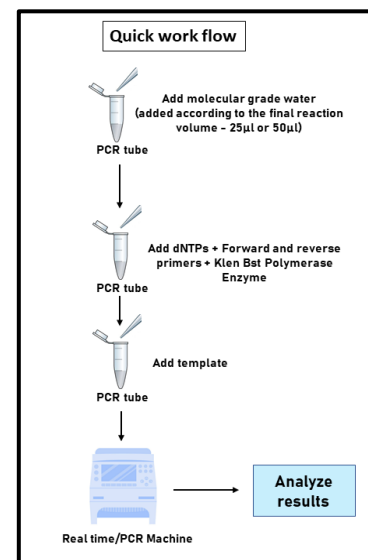 Quick work flow
Add molecular grade water
(added according to the final reaction
volume - 25µl or 50µl)
PCR tube
Add dNTPs + Forward and reverse
primers + Klen Bst Polymerase
Enzyme
PCR tube
Add template
PCR tube
Analyze
results
Real time/PCR Machine